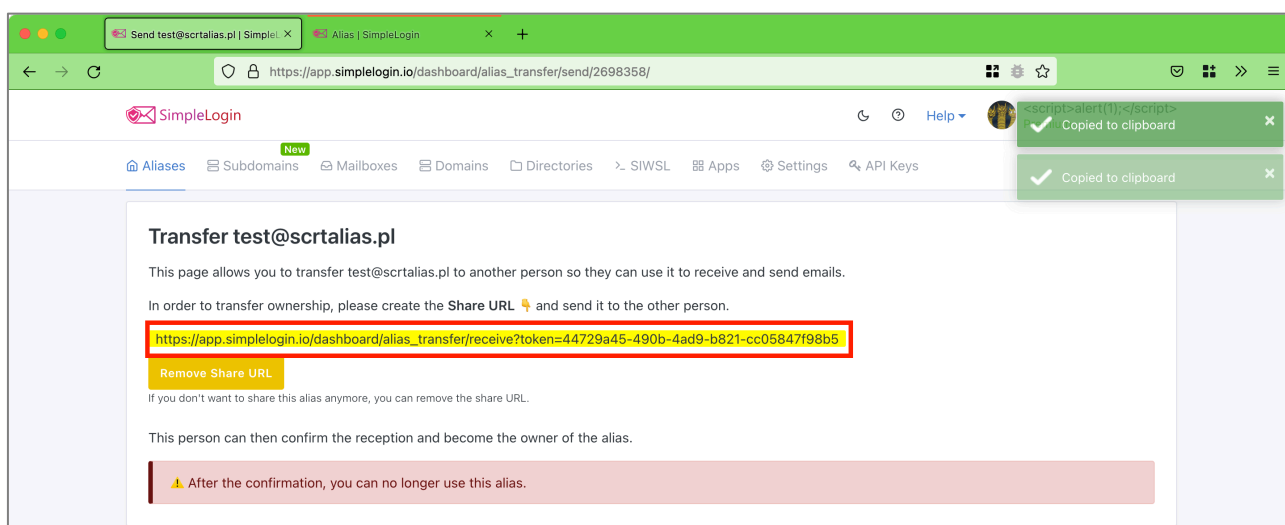 Send test@scrtalias.pl | SimpleL
Alias | SimpleLogin
https://app.simplelogin.io/dashboard/alias_transfer/send/2698358/
SimpleLogin
Help
<script>alert(1);</script>
Copied to clipboard
New
Aliases Subdomains Mailboxes Domains Directories SIWSL Apps Settings API Keys
Copied to clipboard
Transfer test@scrtalias.pl
This page allows you to transfer test@scrtalias.pl to another person so they can use it to receive and send emails.
In order to transfer ownership, please create the Share URL 👇 and send it to the other person.
https://app.simplelogin.io/dashboard/alias_transfer/receive?token=44729a45-490b-4ad9-b821-cc05847f98b5
Remove Share URL
If you don't want to share this alias anymore, you can remove the share URL.
This person can then confirm the reception and become the owner of the alias.
⚠️ After the confirmation, you can no longer use this alias.